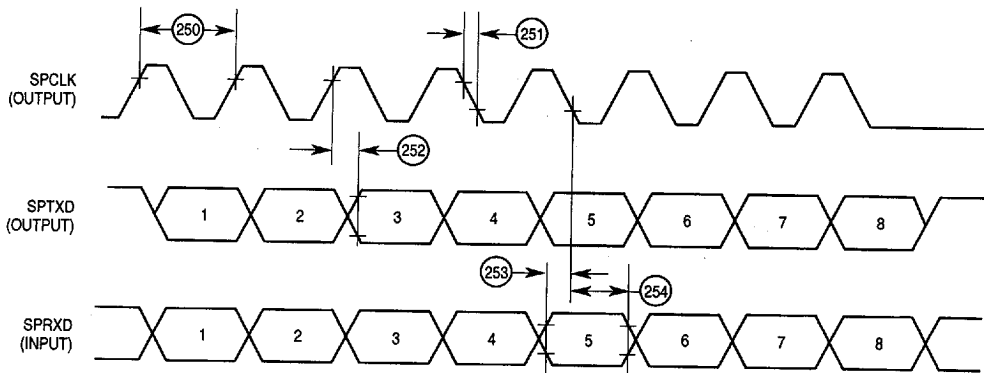 250
251
SPCLK
(OUTPUT)
252
SPTXD
(OUTPUT)
1 2 3 4 5 6 7 8
253
254
SPRXD
(INPUT)
1 2 3 4 5 6 7 8